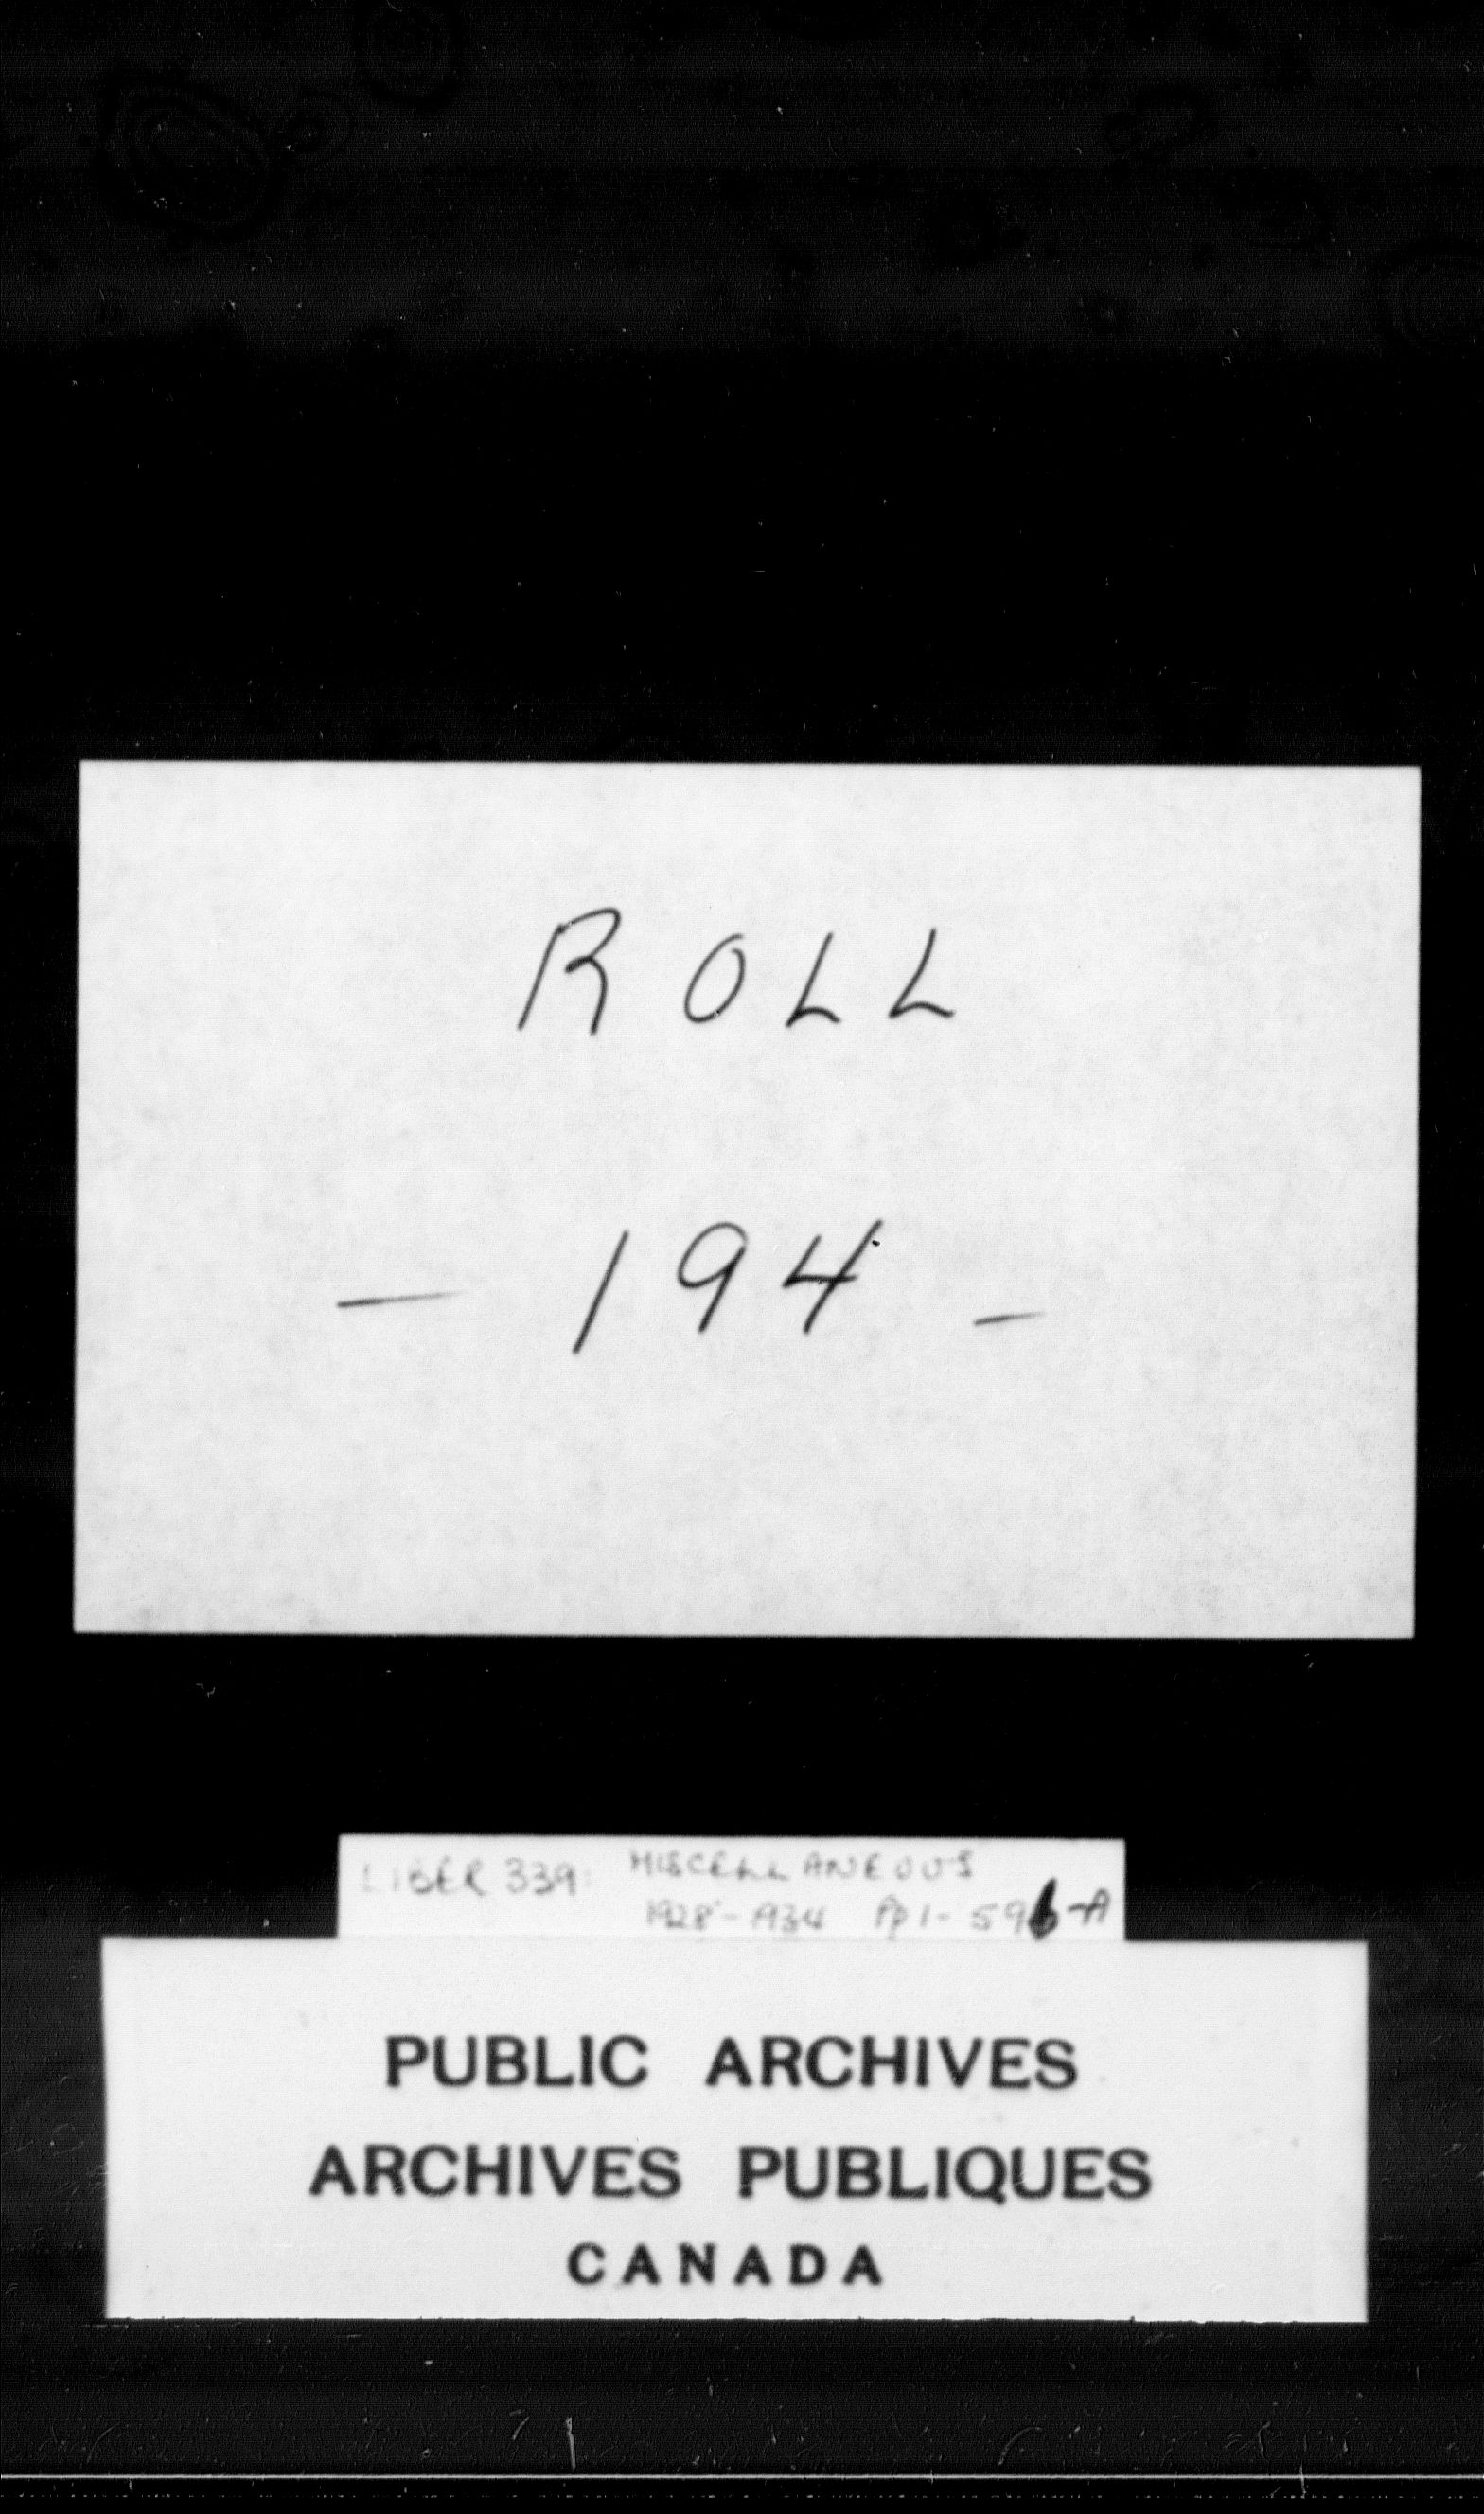 ROLL
— 194 —
LIBER 339: MISCELLANEOUS
1928-1934 Pp 1-596-A
PUBLIC ARCHIVES
ARCHIVES PUBLIQUES
CANADA